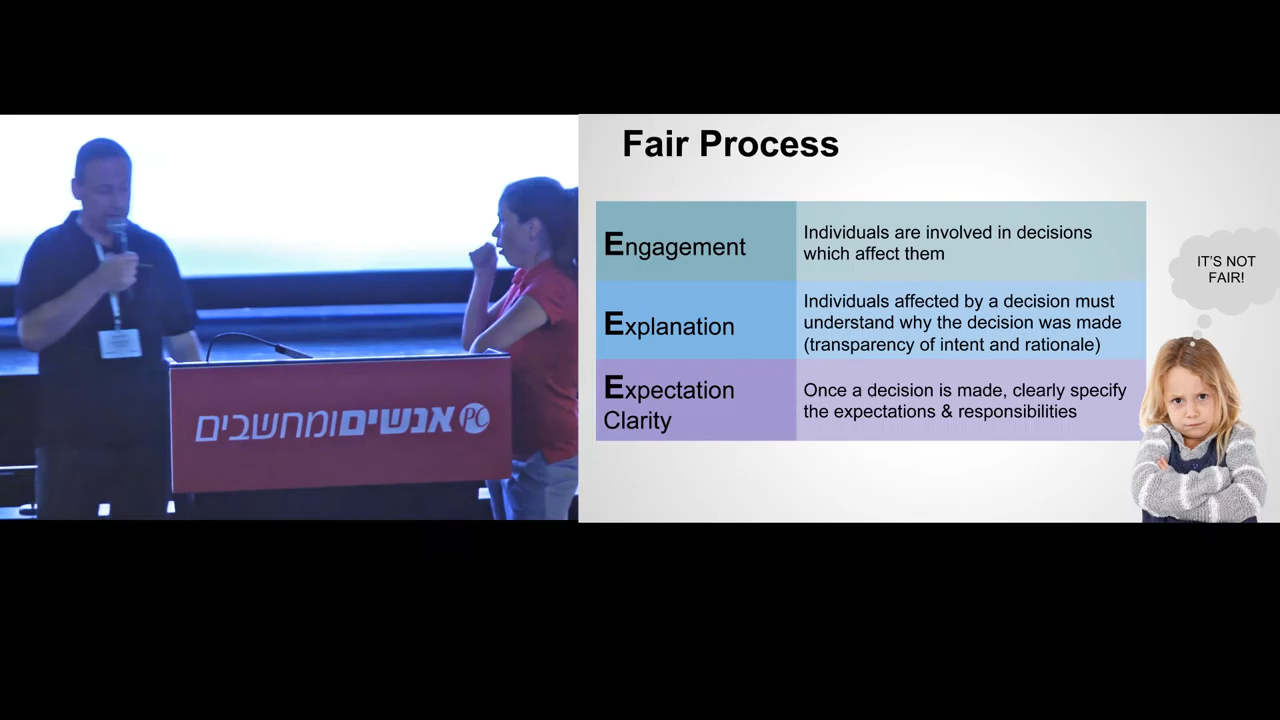 Fair Process
Engagement
Individuals are involved in decisions
which affect them
Explanation
Individuals affected by a decision must
understand why the decision was made
(transparency of intent and rationale)
Expectation
Clarity
Once a decision is made, clearly specify
the expectations & responsibilities
IT'S NOT
FAIR!
אנשיםומחשבים PC